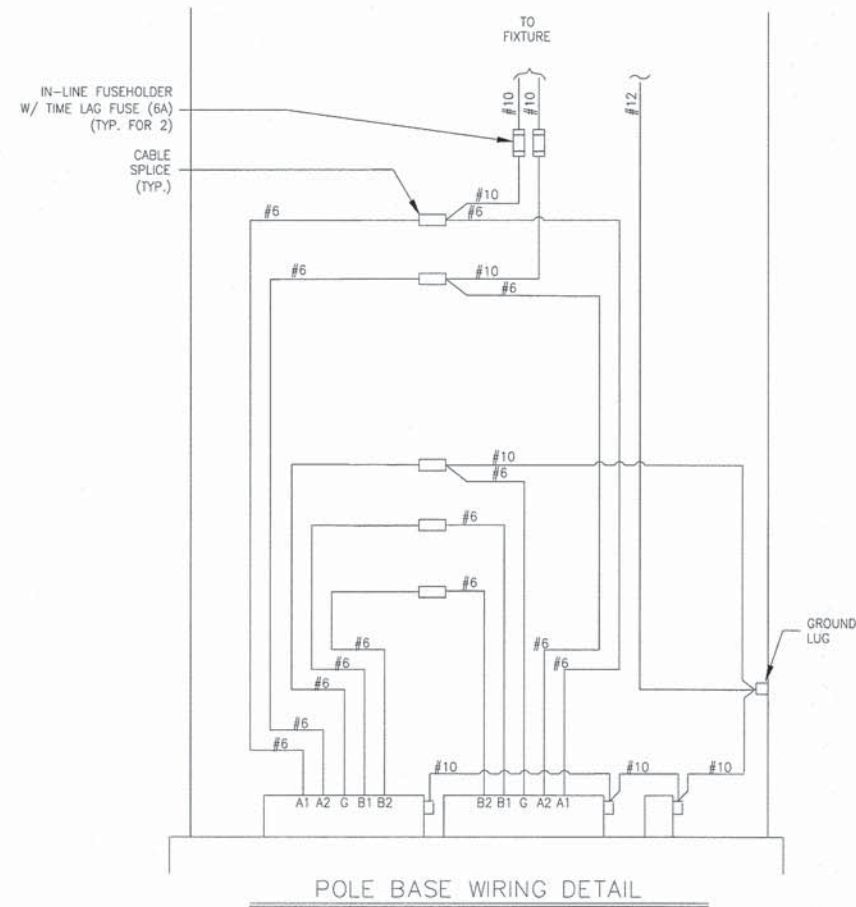 TO
FIXTURE
IN-LINE FUSEHOLDER
W/ TIME LAG FUSE (6A)
(TYP. FOR 2)
#10
#10
#12
CABLE
SPLICE
(TYP.)
#10
#6
#6
#6
#10
#6
#10
#6
#6
#6
GROUND
LUG
#6
#6
#6
#6
#6
#6
#6
#10
#10
#10
A1 A2 G B1 B2
B2 B1 G A2 A1
POLE BASE WIRING DETAIL